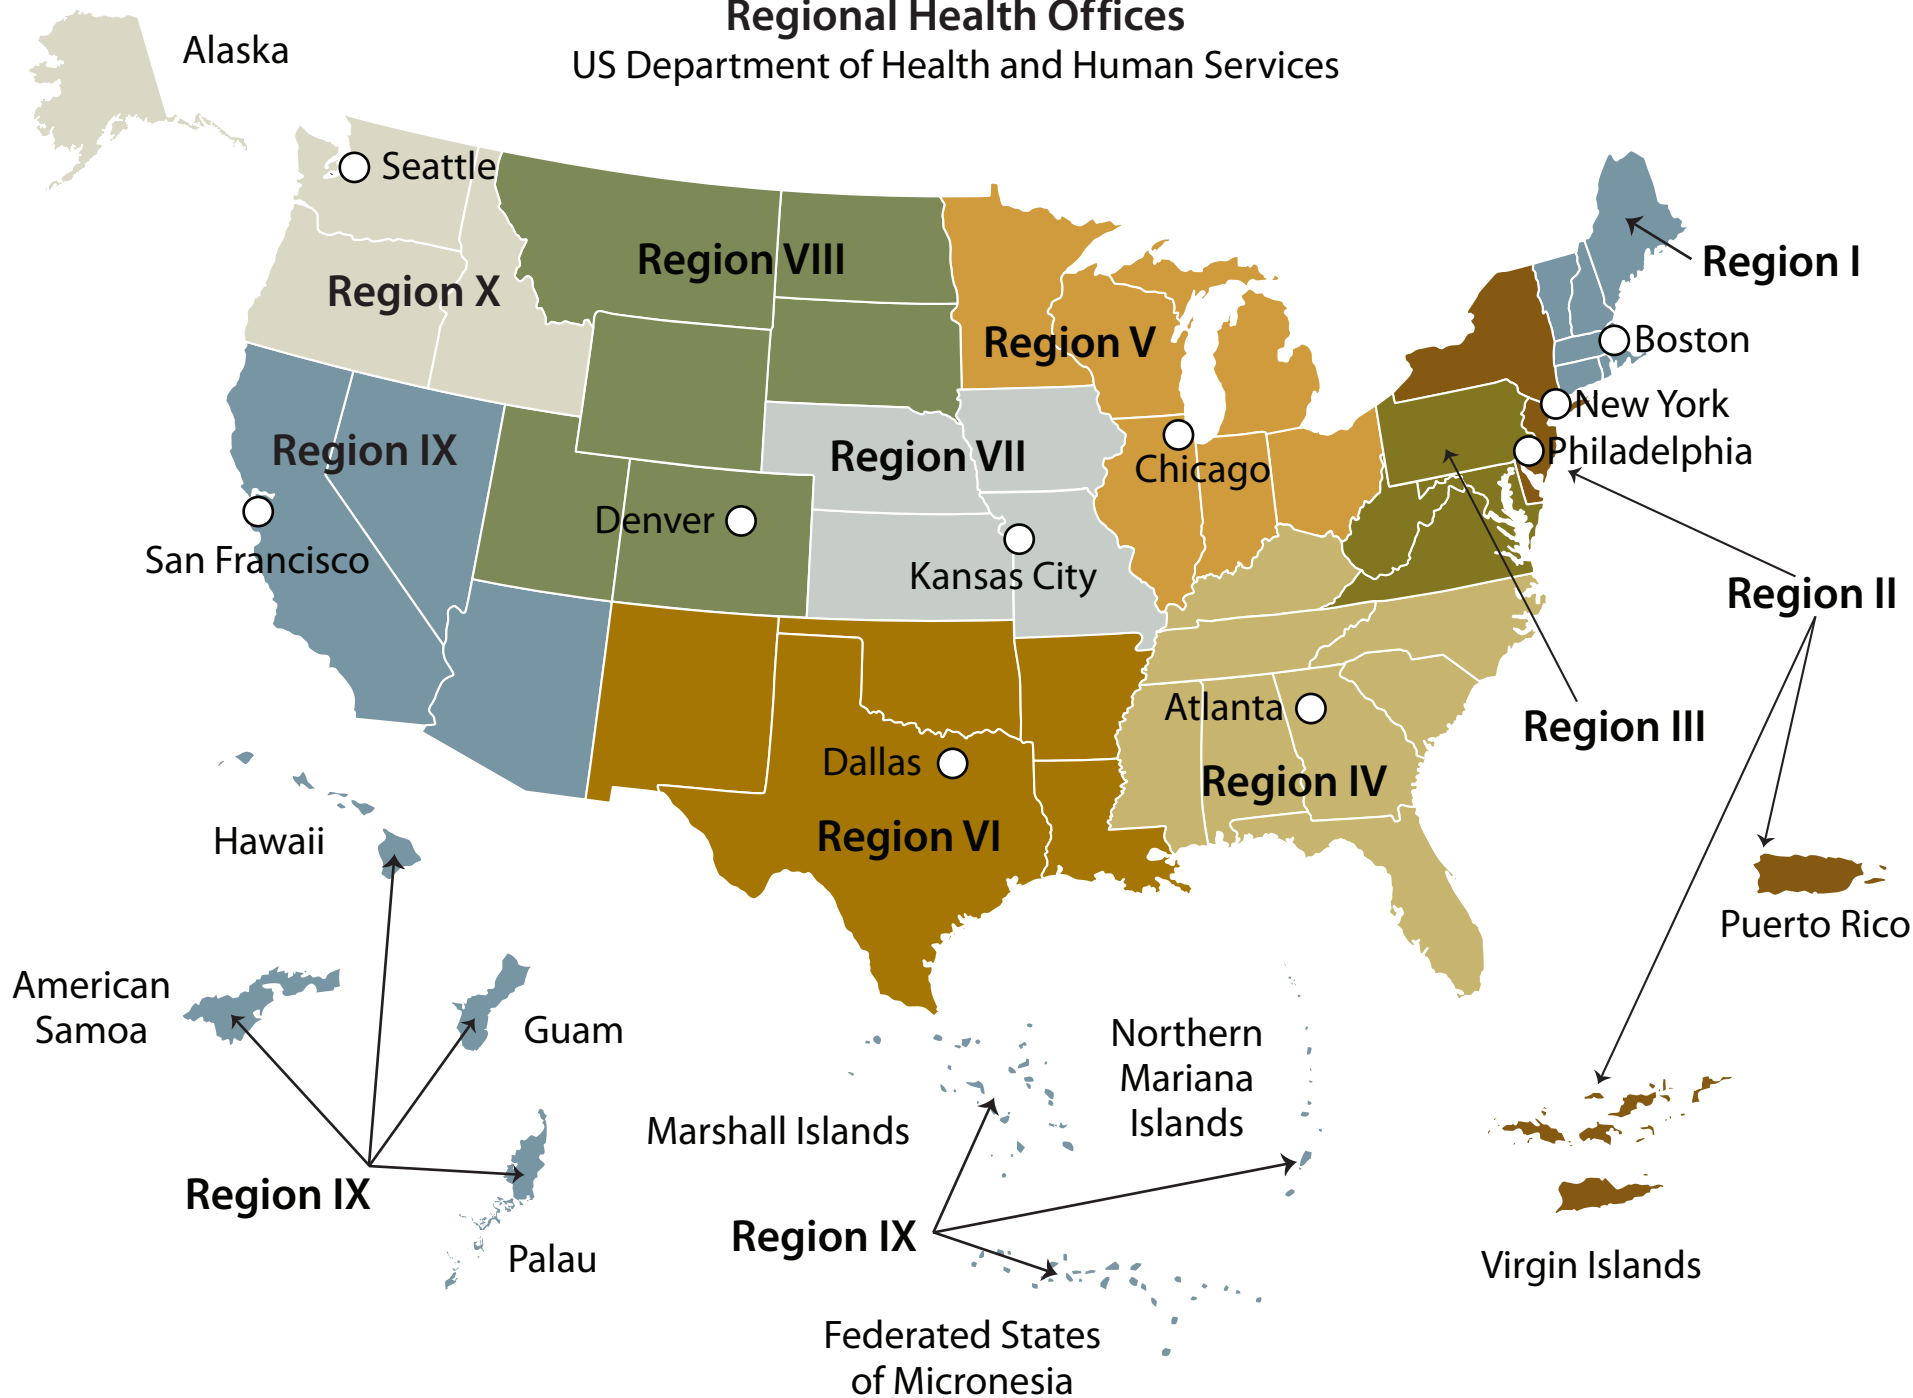 Regional Health Offices
US Department of Health and Human Services
Alaska
Seattle
Region VIII
Region X
Region V
Region I
Boston
New York
Philadelphia
Region IX
Region VII
Chicago
Denver
San Francisco
Kansas City
Region II
Atlanta
Region III
Dallas
Region IV
Region VI
Hawaii
Puerto Rico
American
Samoa
Guam
Northern
Mariana
Islands
Marshall Islands
Region IX
Region IX
Palau
Virgin Islands
Federated States
of Micronesia